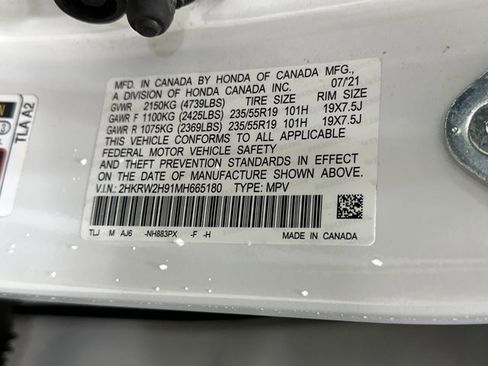 MFD. IN CANADA BY HONDA OF CANADA MFG.,
A DIVISION OF HONDA CANADA INC. 07/'21
GVWR 2150KG (4739LBS) TIRE SIZE RIM SIZE
GAWR F 1100KG (2425LBS) 235/55R19 101H 19X7.5J
GAWR R 1075KG (2369LBS) 235/55R19 101H 19X7.5J
THIS VEHICLE CONFORMS TO ALL APPLICABLE
FEDERAL MOTOR VEHICLE SAFETY
AND THEFT PREVENTION STANDARDS IN EFFECT
ON THE DATE OF MANUFACTURE SHOWN ABOVE.
V.I.N.: 2HKRW2H91MH665180 TYPE: MPV
TLJ M AJ6 -NH883PX -F -H MADE IN CANADA
TLA A2